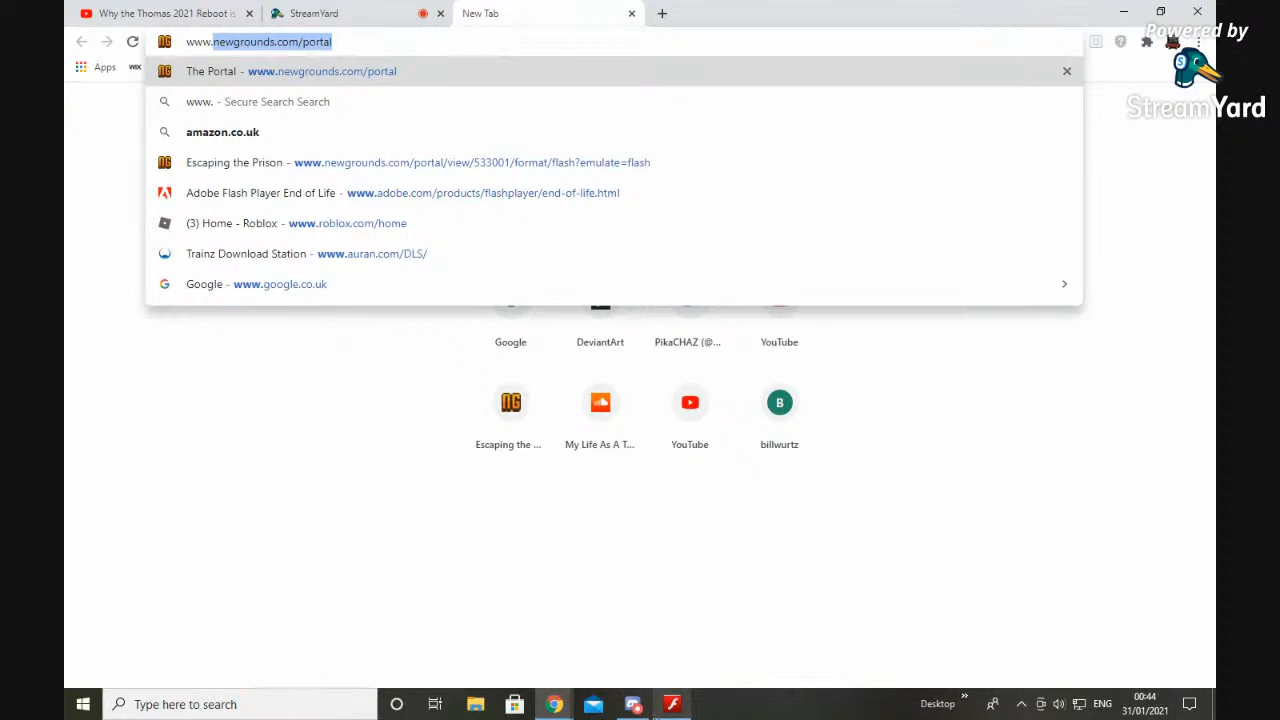 Why the Thomas 2021 Reboot is
StreamYard
New Tab
www.newgrounds.com/portal
Powered by
StreamYard
Apps
WIX
The Portal - www.newgrounds.com/portal
www. - Secure Search Search
amazon.co.uk
Escaping the Prison - www.newgrounds.com/portal/view/533001/format/flash?emulate=flash
Adobe Flash Player End of Life - www.adobe.com/products/flashplayer/end-of-life.html
(3) Home - Roblox - www.roblox.com/home
Trainz Download Station - www.auran.com/DLS/
Google - www.google.co.uk
Google
DeviantArt
PikaCHAZ (@...
YouTube
NG
B
Escaping the ...
My Life As A T...
YouTube
billwurtz
Type here to search
Desktop
ENG
00:44
31/01/2021